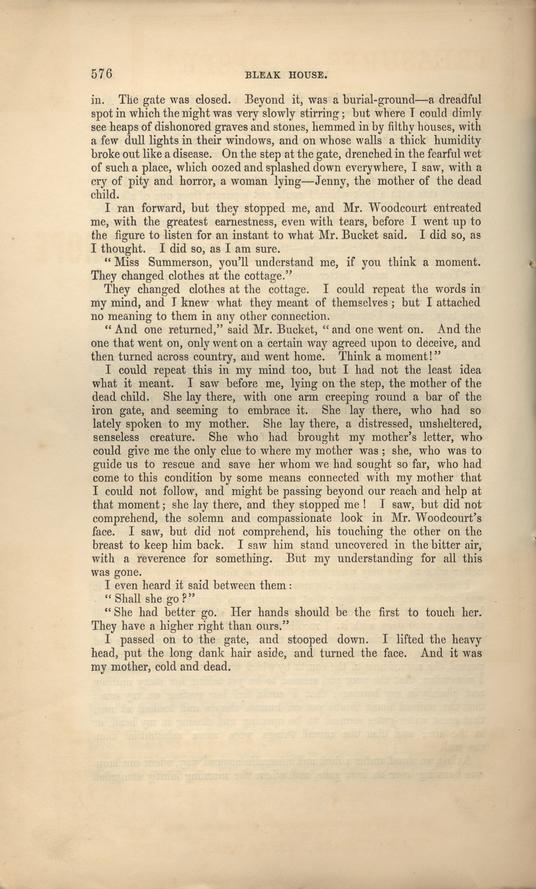 576 BLEAK HOUSE.
in. The gate was closed. Beyond it, was a burial-ground—a dreadful
spot in which the night was very slowly stirring; but where I could dimly
see heaps of dishonored graves and stones, hemmed in by filthy houses, with
a few dull lights in their windows, and on whose walls a thick humidity
broke out like a disease. On the step at the gate, drenched in the fearful wet
of such a place, which oozed and splashed down everywhere, I saw, with a
cry of pity and horror, a woman lying—Jenny, the mother of the dead
child.
I ran forward, but they stopped me, and Mr. Woodcourt entreated
me, with the greatest earnestness, even with tears, before I went up to
the figure to listen for an instant to what Mr. Bucket said. I did so, as
I thought. I did so, as I am sure.
"Miss Summerson, you'll understand me, if you think a moment.
They changed clothes at the cottage."
They changed clothes at the cottage. I could repeat the words in
my mind, and I knew what they meant of themselves; but I attached
no meaning to them in any other connection.
"And one returned," said Mr. Bucket, "and one went on. And the
one that went on, only went on a certain way agreed upon to deceive, and
then turned across country, and went home. Think a moment!"
I could repeat this in my mind too, but I had not the least idea
what it meant. I saw before me, lying on the step, the mother of the
dead child. She lay there, with one arm creeping round a bar of the
iron gate, and seeming to embrace it. She lay there, who had so
lately spoken to my mother. She lay there, a distressed, unsheltered,
senseless creature. She who had brought my mother's letter, who
could give me the only clue to where my mother was; she, who was to
guide us to rescue and save her whom we had sought so far, who had
come to this condition by some means connected with my mother that
I could not follow, and might be passing beyond our reach and help at
that moment; she lay there, and they stopped me! I saw, but did not
comprehend, the solemn and compassionate look in Mr. Woodcourt's
face. I saw, but did not comprehend, his touching the other on the
breast to keep him back. I saw him stand uncovered in the bitter air,
with a reverence for something. But my understanding for all this
was gone.
I even heard it said between them:
"Shall she go?"
"She had better go. Her hands should be the first to touch her.
They have a higher right than ours."
I passed on to the gate, and stooped down. I lifted the heavy
head, put the long dank hair aside, and turned the face. And it was
my mother, cold and dead.